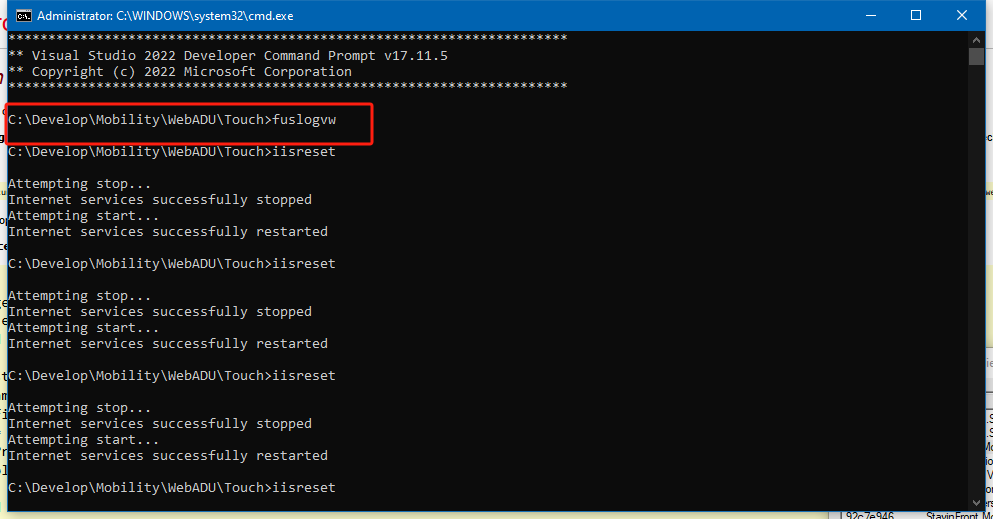 Administrator: C:\WINDOWS\system32\cmd.exe
**********************************************************************
** Visual Studio 2022 Developer Command Prompt v17.11.5
** Copyright (c) 2022 Microsoft Corporation
**********************************************************************
C:\Develop\Mobility\WebADU\Touch>fuslogvw
C:\Develop\Mobility\WebADU\Touch>iisreset
Attempting stop...
Internet services successfully stopped
Attempting start...
Internet services successfully restarted
C:\Develop\Mobility\WebADU\Touch>iisreset
Attempting stop...
Internet services successfully stopped
Attempting start...
Internet services successfully restarted
C:\Develop\Mobility\WebADU\Touch>iisreset
Attempting stop...
Internet services successfully stopped
Attempting start...
Internet services successfully restarted
C:\Develop\Mobility\WebADU\Touch>iisreset